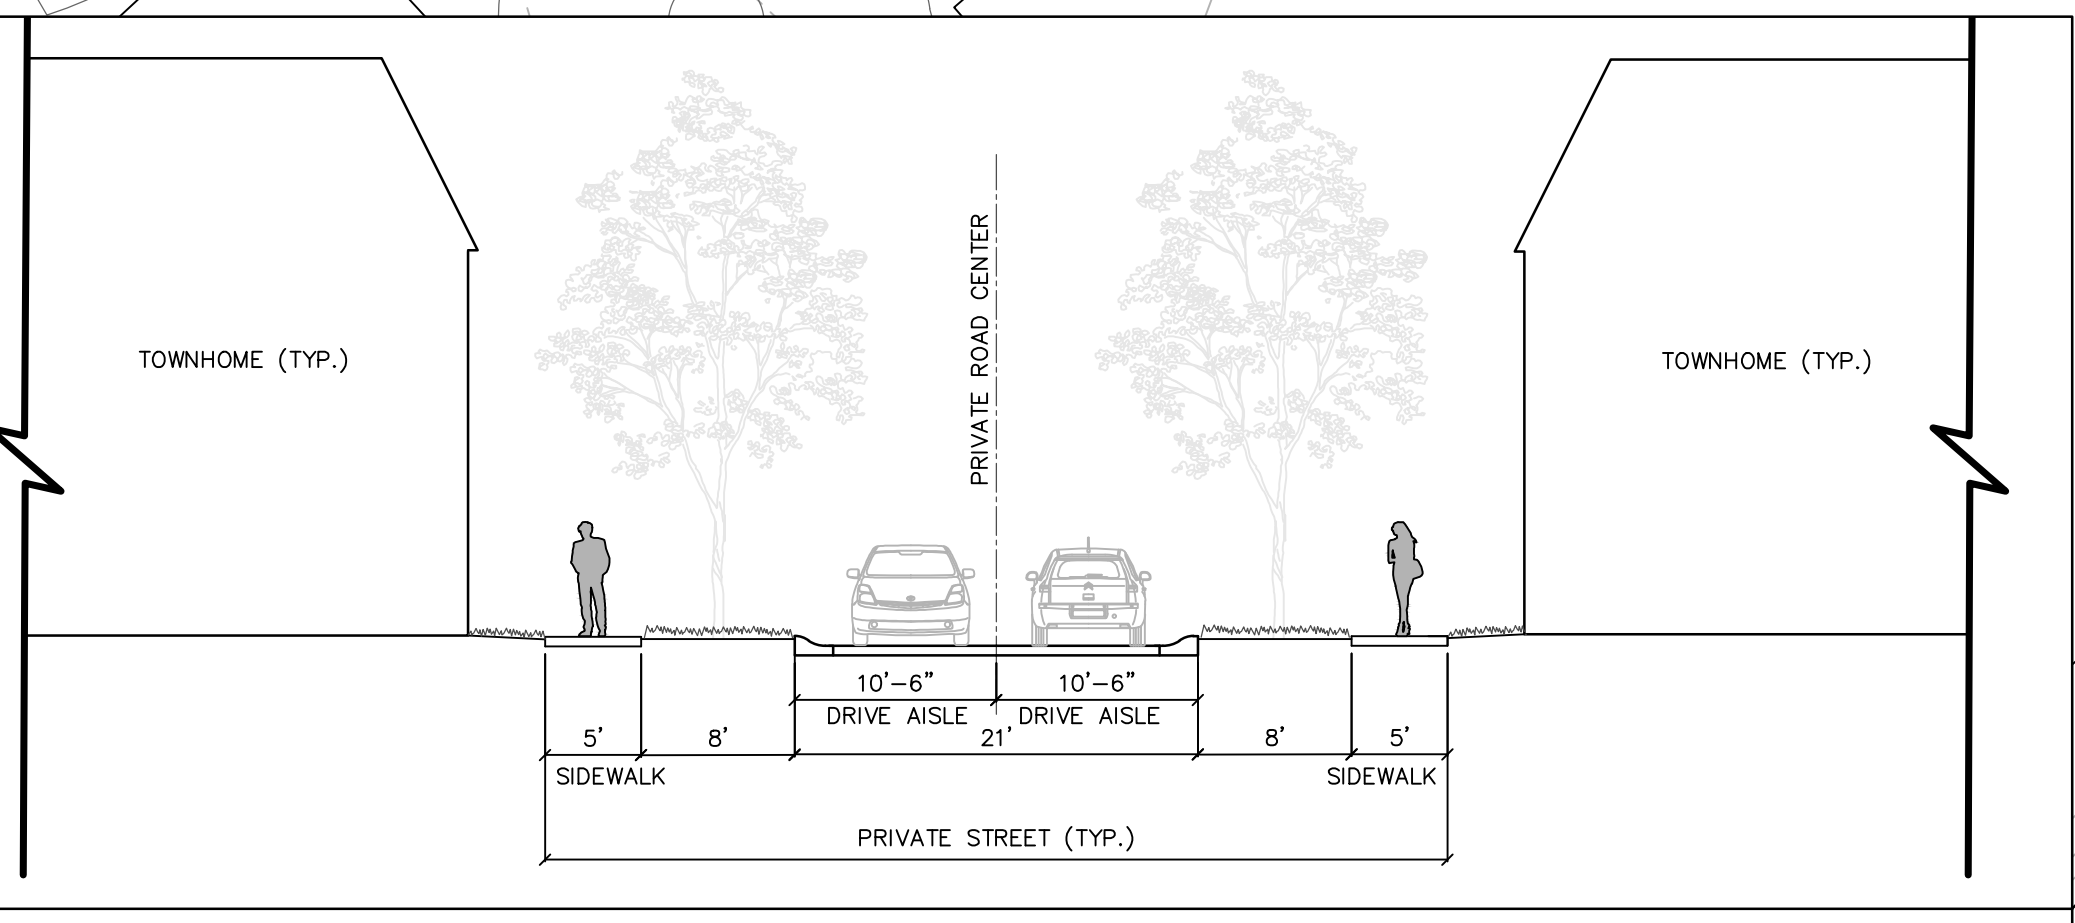 PRIVATE ROAD CENTER
TOWNHOME (TYP.)
TOWNHOME (TYP.)
10'-6" 10'-6"
DRIVE AISLE DRIVE AISLE
5' 8' 21' 8' 5'
SIDEWALK SIDEWALK
PRIVATE STREET (TYP.)